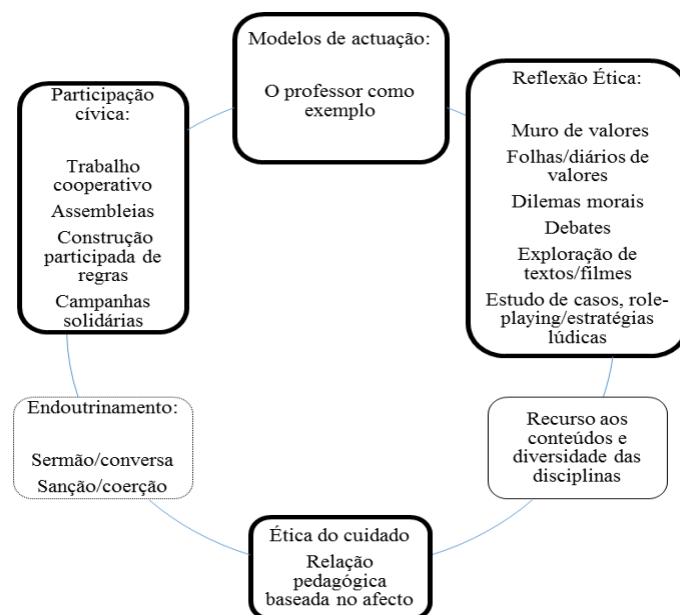 Modelos de actuação:
O professor como
exemplo
Reflexão Ética:
Muro de valores
Folhas/diários de
valores
Dilemas morais
Debates
Exploração de
textos/filmes
Estudo de casos, role-
playing/estratégias
lúdicas
Recurso aos
conteúdos e
diversidade das
disciplinas
Ética do cuidado
Relação
pedagógica
baseada no afecto
Endoutrinamento:
Sermão/conversa
Sanção/coerção
Participação
cívica:
Trabalho
cooperativo
Assembleias
Construção
participada de
regras
Campanhas
solidárias